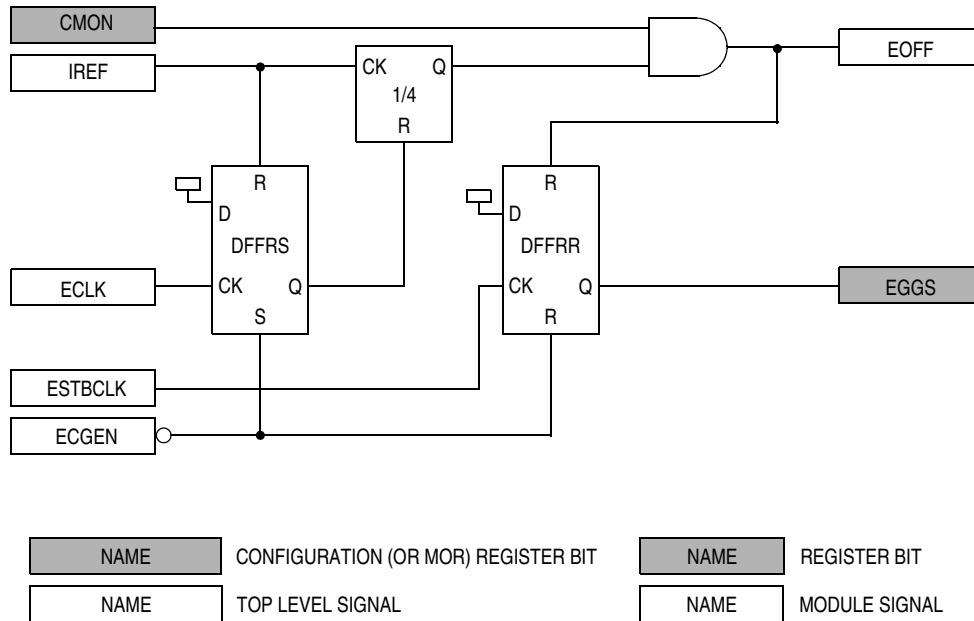 CMON
IREF
CK Q
1/4
R
EOFF
R
D
DFFRS
CK Q
S
R
D
DFFRR
CK Q
R
ECLK
EGGS
ESTBCLK
ECGEN
NAME CONFIGURATION (OR MOR) REGISTER BIT
NAME REGISTER BIT
NAME TOP LEVEL SIGNAL
NAME MODULE SIGNAL